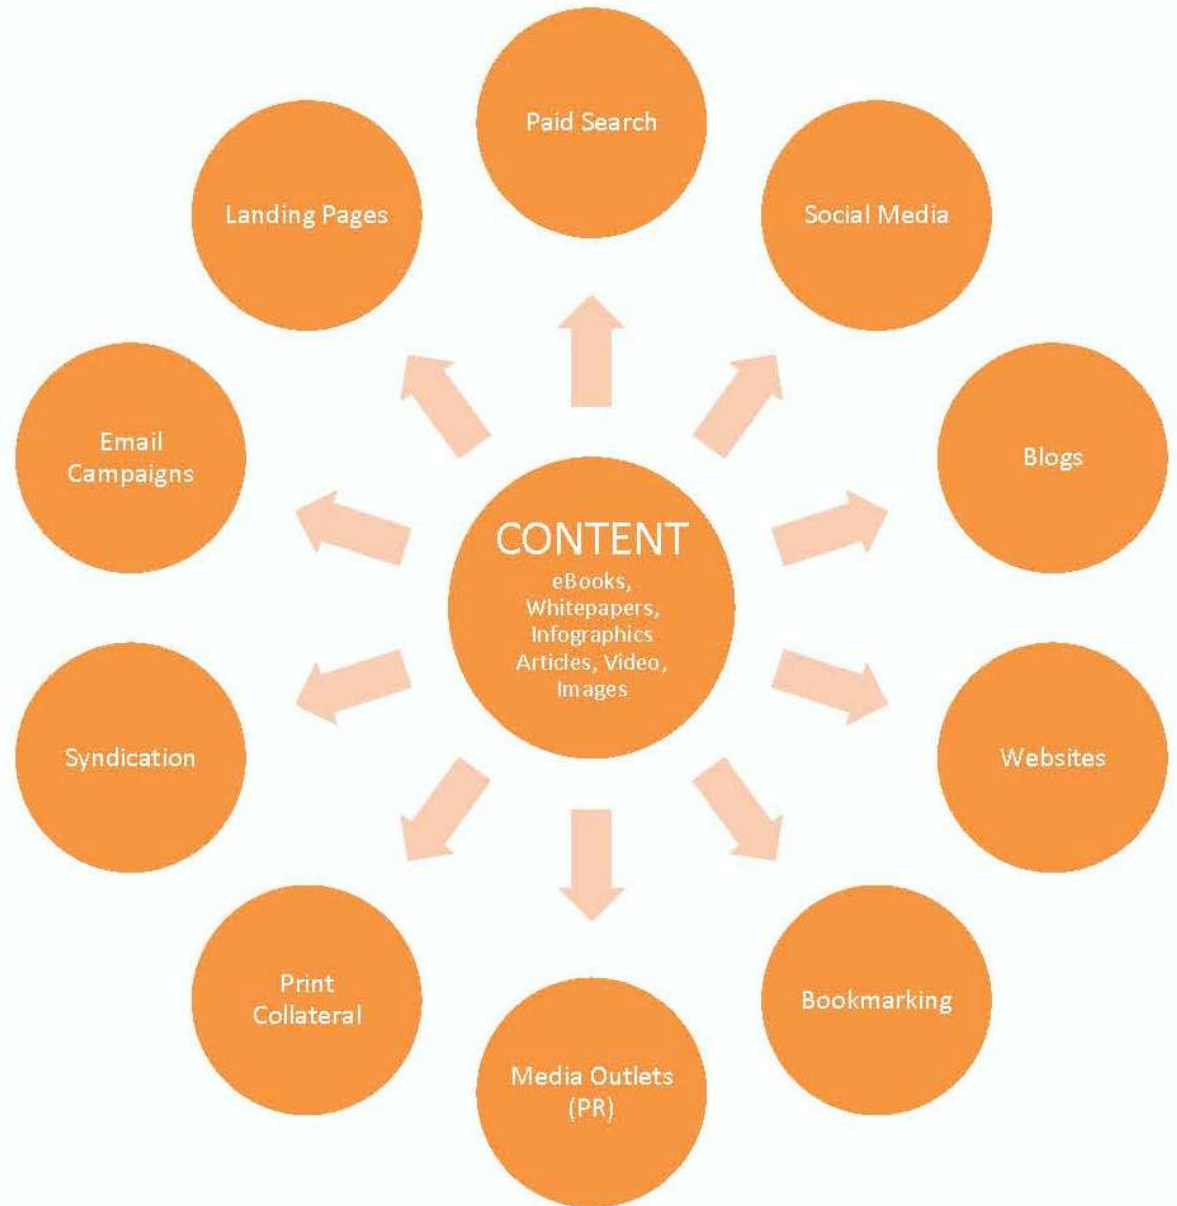 Paid Search
Landing Pages
Social Media
Email
Campaigns
Blogs
CONTENT
eBooks,
Whitepapers,
Infographics
Articles, Video,
Images
Syndication
Websites
Print
Collateral
Bookmarking
Media Outlets
(PR)